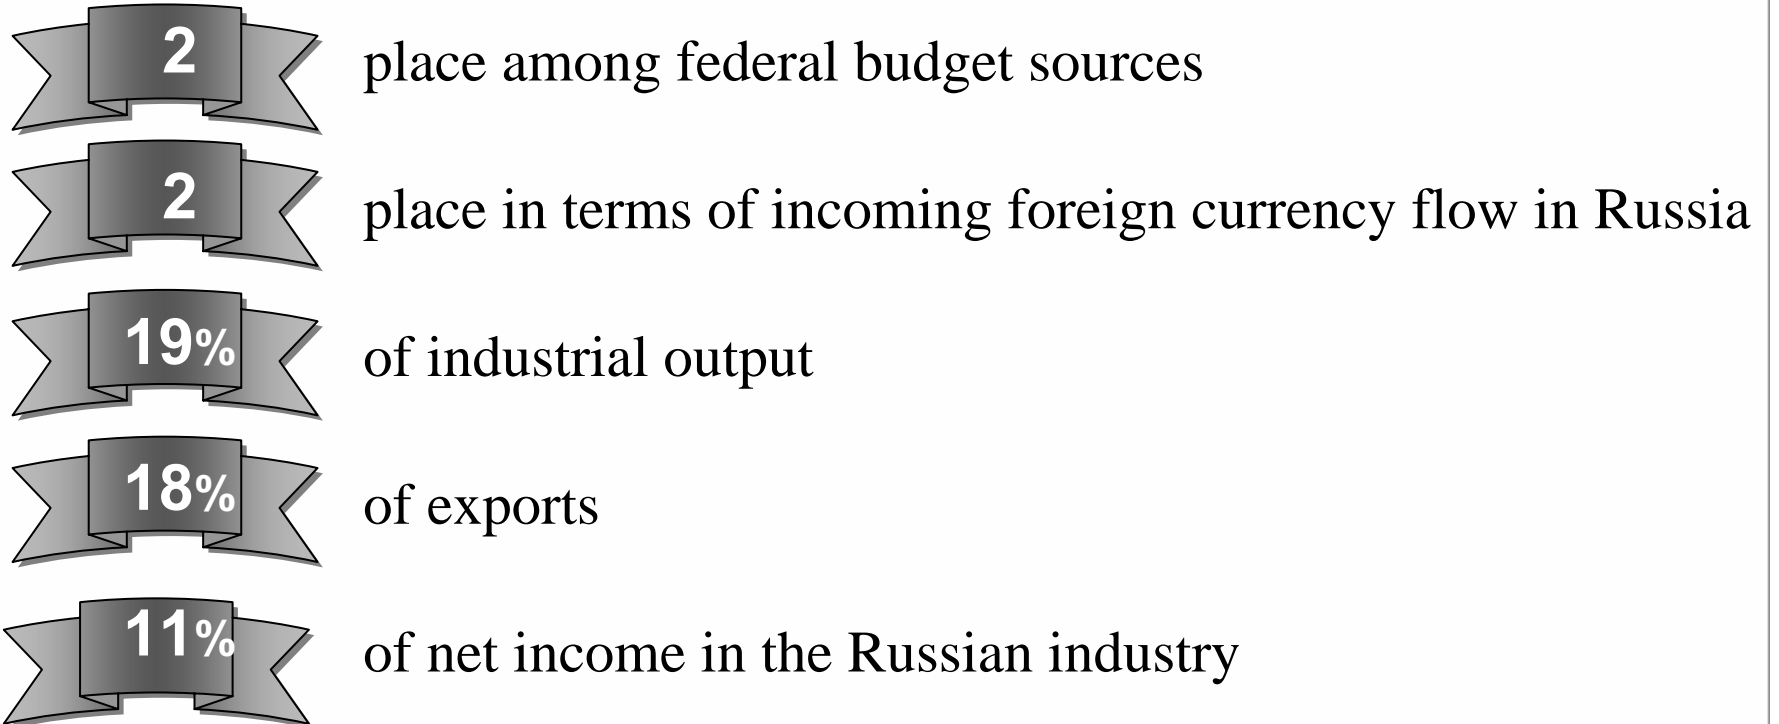 2 place among federal budget sources
2 place in terms of incoming foreign currency flow in Russia
19% of industrial output
18% of exports
11% of net income in the Russian industry